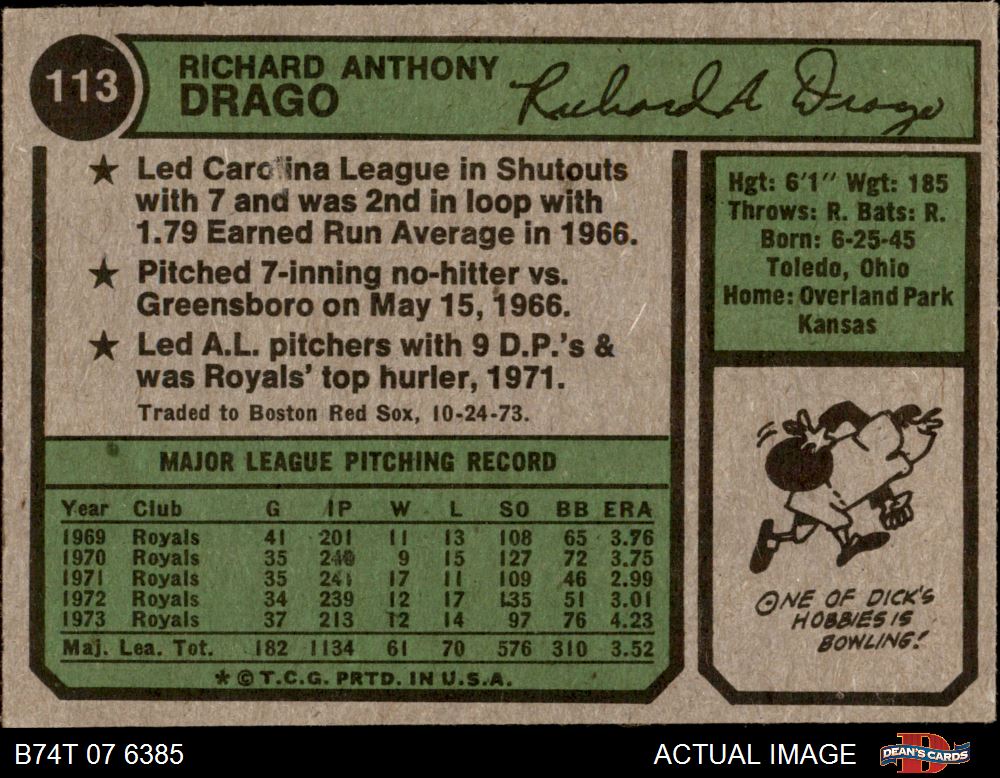 113
RICHARD ANTHONY
DRAGO
Richard A Drago
★ Led Carolina League in Shutouts
with 7 and was 2nd in loop with
1.79 Earned Run Average in 1966.
★ Pitched 7-inning no-hitter vs.
Greensboro on May 15, 1966.
★ Led A.L. pitchers with 9 D.P.'s &
was Royals' top hurler, 1971.
Traded to Boston Red Sox, 10-24-73.
Hgt: 6'1" Wgt: 185
Throws: R. Bats: R.
Born: 6-25-45
Toledo, Ohio
Home: Overland Park
Kansas
MAJOR LEAGUE PITCHING RECORD
Year Club G IP W L SO BB ERA
1969 Royals 41 201 11 13 108 65 3.76
1970 Royals 35 240 9 15 127 72 3.75
1971 Royals 35 241 17 11 109 46 2.99
1972 Royals 34 239 12 17 135 51 3.01
1973 Royals 37 213 12 14 97 76 4.23
Maj. Lea. Tot. 182 1134 61 70 576 310 3.52
★ © T.C.G. PRTD. IN U.S.A.
ONE OF DICK'S
HOBBIES IS
BOWLING!
B74T 07 6385
ACTUAL IMAGE
DEAN'S CARDS